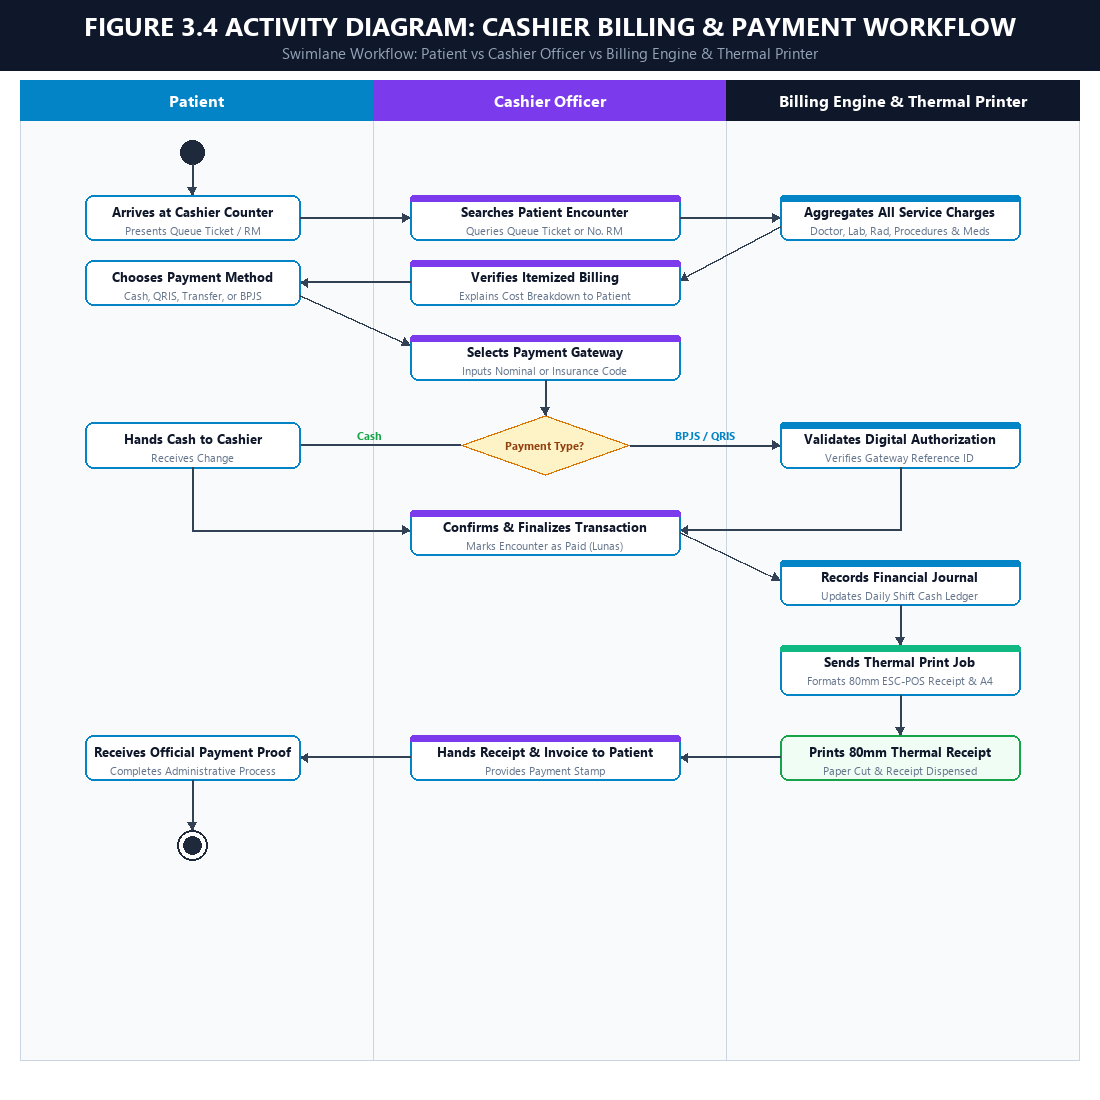 FIGURE 3.4 ACTIVITY DIAGRAM: CASHIER BILLING & PAYMENT WORKFLOW
Swimlane Workflow: Patient vs Cashier Officer vs Billing Engine & Thermal Printer
Patient
Cashier Officer
Billing Engine & Thermal Printer
Arrives at Cashier Counter
Presents Queue Ticket / RM
Searches Patient Encounter
Queries Queue Ticket or No. RM
Aggregates All Service Charges
Doctor, Lab, Rad, Procedures & Meds
Chooses Payment Method
Cash, QRIS, Transfer, or BPJS
Verifies Itemized Billing
Explains Cost Breakdown to Patient
Selects Payment Gateway
Inputs Nominal or Insurance Code
Hands Cash to Cashier
Receives Change
Cash
Payment Type?
BPJS / QRIS
Validates Digital Authorization
Verifies Gateway Reference ID
Confirms & Finalizes Transaction
Marks Encounter as Paid (Lunas)
Records Financial Journal
Updates Daily Shift Cash Ledger
Sends Thermal Print Job
Formats 80mm ESC-POS Receipt & A4
Receives Official Payment Proof
Completes Administrative Process
Hands Receipt & Invoice to Patient
Provides Payment Stamp
Prints 80mm Thermal Receipt
Paper Cut & Receipt Dispensed